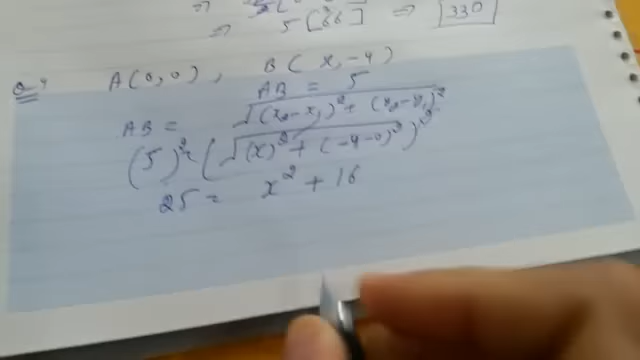 ⇒ 5 [66] ⇒ 330
Q4 A(0,0), B(x,-4)
AB = 5
AB = √(x₂-x₁)²+(y₂-y₁)²
(5)² = (√(x)²+(-4-0)²)²
25 = x²+16